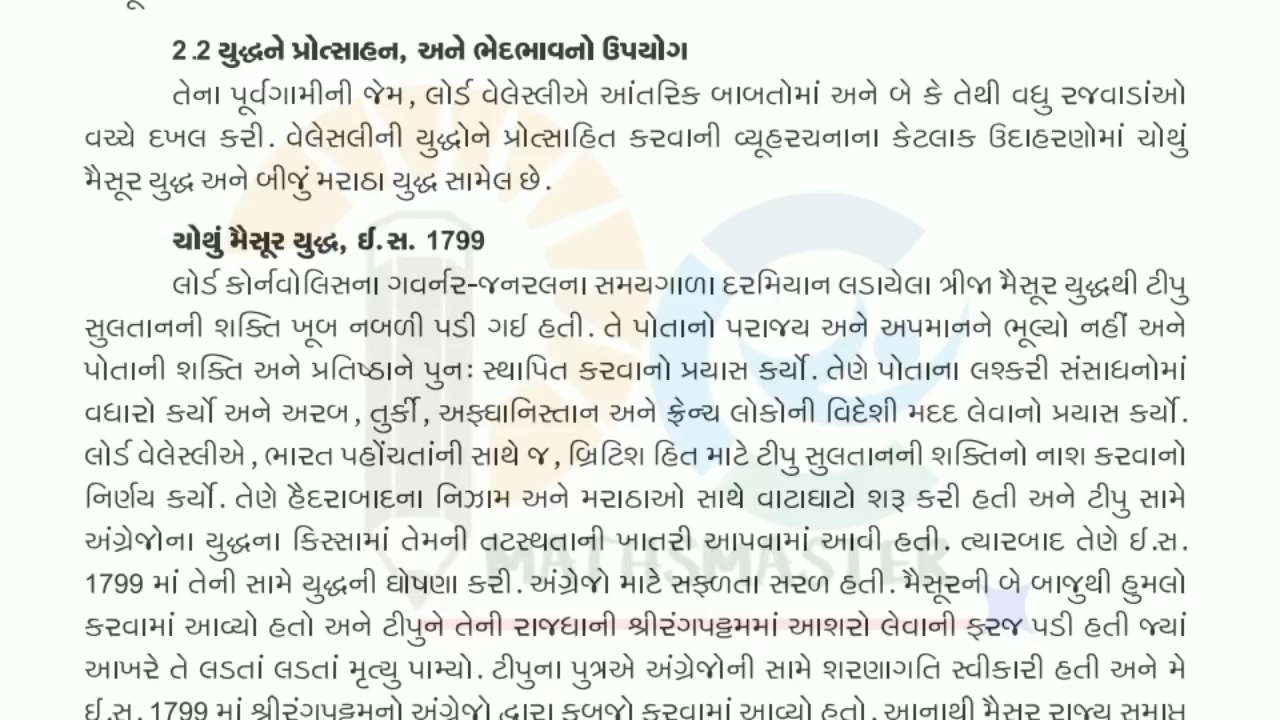 2.2 યુદ્ધને પ્રોત્સાહન, અને ભેદભાવનો ઉપયોગ
તેના પૂર્વગામીની જેમ, લોર્ડ વેલેસ્લીએ આંતરિક બાબતોમાં અને બે કે તેથી વધુ રજવાડાંઓ
વચ્ચે દખલ કરી. વેલેસલીની યુદ્ધોને પ્રોત્સાહિત કરવાની વ્યૂહરચનાના કેટલાક ઉદાહરણોમાં ચોથું
મૈસૂર યુદ્ધ અને બીજું મરાઠા યુદ્ધ સામેલ છે.
ચોથું મૈસૂર યુદ્ધ, ઈ.સ. 1799
લોર્ડ કોર્નવોલિસના ગવર્નર-જનરલના સમયગાળા દરમિયાન લડાયેલા ત્રીજા મૈસૂર યુદ્ધથી ટીપુ
સુલતાનની શક્તિ ખૂબ નબળી પડી ગઈ હતી. તે પોતાનો પરાજય અને અપમાનને ભૂલ્યો નહીં અને
પોતાની શક્તિ અને પ્રતિષ્ઠાને પુનઃ સ્થાપિત કરવાનો પ્રયાસ કર્યો. તેણે પોતાના લશ્કરી સંસાધનોમાં
વધારો કર્યો અને અરબ, તુર્કી, અફઘાનિસ્તાન અને ફ્રેન્ચ લોકોની વિદેશી મદદ લેવાનો પ્રયાસ કર્યો.
લોર્ડ વેલેસ્લીએ, ભારત પહોંચતાંની સાથે જ, બ્રિટિશ હિત માટે ટીપુ સુલતાનની શક્તિનો નાશ કરવાનો
નિર્ણય કર્યો. તેણે હૈદરાબાદના નિઝામ અને મરાઠાઓ સાથે વાટાઘાટો શરૂ કરી હતી અને ટીપુ સામે
અંગ્રેજોના યુદ્ધના કિસ્સામાં તેમની તટસ્થતાની ખાતરી આપવામાં આવી હતી. ત્યારબાદ તેણે ઈ.સ.
MATHSMASTER
1799 માં તેની સામે યુદ્ધની ઘોષણા કરી. અંગ્રેજો માટે સફળતા સરળ હતી. મૈસૂરની બે બાજુથી હુમલો
કરવામાં આવ્યો હતો અને ટીપુને તેની રાજધાની શ્રીરંગપટ્ટમમાં આશરો લેવાની ફરજ પડી હતી જ્યાં
આખરે તે લડતાં લડતાં મૃત્યુ પામ્યો. ટીપુના પુત્રએ અંગ્રેજોની સામે શરણાગતિ સ્વીકારી હતી અને મે
ઈ.સ. 1799 માં શ્રીરંગપટ્ટમનો અંગ્રેજો દ્વારા કબજો કરવામાં આવ્યો હતો. આનાથી મૈસૂર રાજ્ય સમાપ્ત